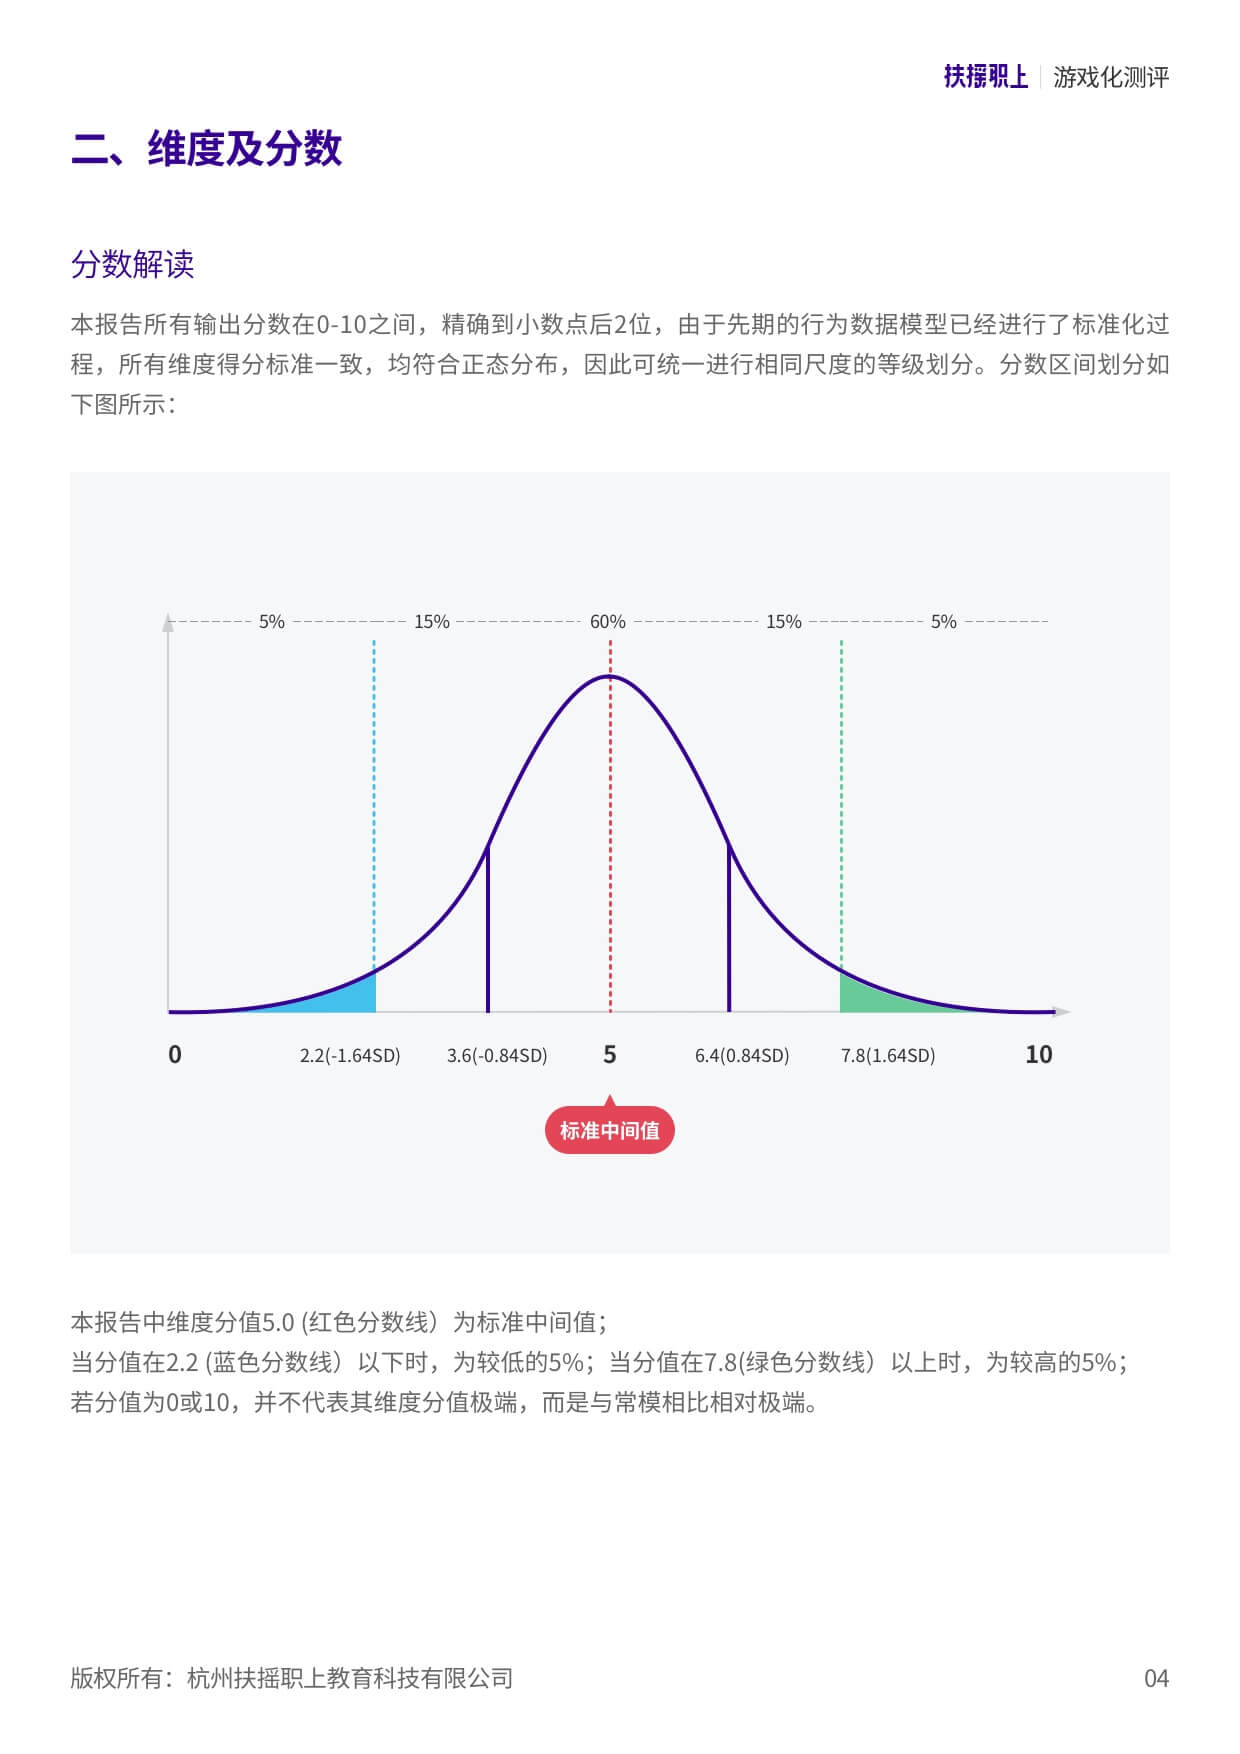 扶摇职上 游戏化测评
二、维度及分数
分数解读
本报告所有输出分数在0-10之间，精确到小数点后2位，由于先期的行为数据模型已经进行了标准化过
程，所有维度得分标准一致，均符合正态分布，因此可统一进行相同尺度的等级划分。分数区间划分如
下图所示：
5% 15% 60% 15% 5%
0 2.2(-1.64SD) 3.6(-0.84SD) 5 6.4(0.84SD) 7.8(1.64SD) 10
标准中间值
本报告中维度分值5.0 (红色分数线）为标准中间值；
当分值在2.2 (蓝色分数线）以下时，为较低的5%；当分值在7.8(绿色分数线）以上时，为较高的5%；
若分值为0或10，并不代表其维度分值极端，而是与常模相比相对极端。
版权所有：杭州扶摇职上教育科技有限公司 04